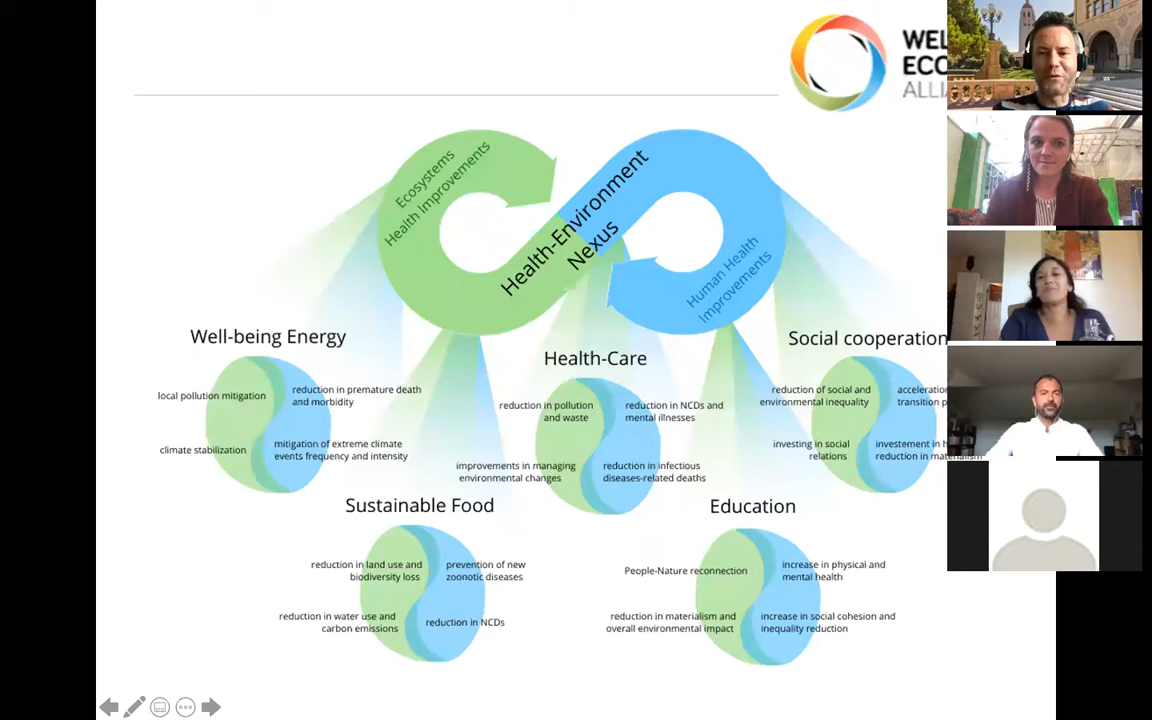 WEL
ECO
ALLIA
Ecosystems
Health Improvements
Health-Environment
Nexus
Human Health
Improvements
Well-being Energy
local pollution mitigation
reduction in premature death
and morbidity
climate stabilization
mitigation of extreme climate
events frequency and intensity
Health-Care
reduction in pollution
and waste
reduction in NCDs and
mental illnesses
improvements in managing
environmental changes
reduction in infectious
diseases-related deaths
Social cooperation
reduction of social and
environmental inequality
acceleration
transition p
investing in social
relations
investement in h
reduction in materialism
Sustainable Food
reduction in land use and
biodiversity loss
prevention of new
zoonotic diseases
reduction in water use and
carbon emissions
reduction in NCDs
Education
People-Nature reconnection
increase in physical and
mental health
reduction in materialism and
overall environmental impact
increase in social cohesion and
inequality reduction